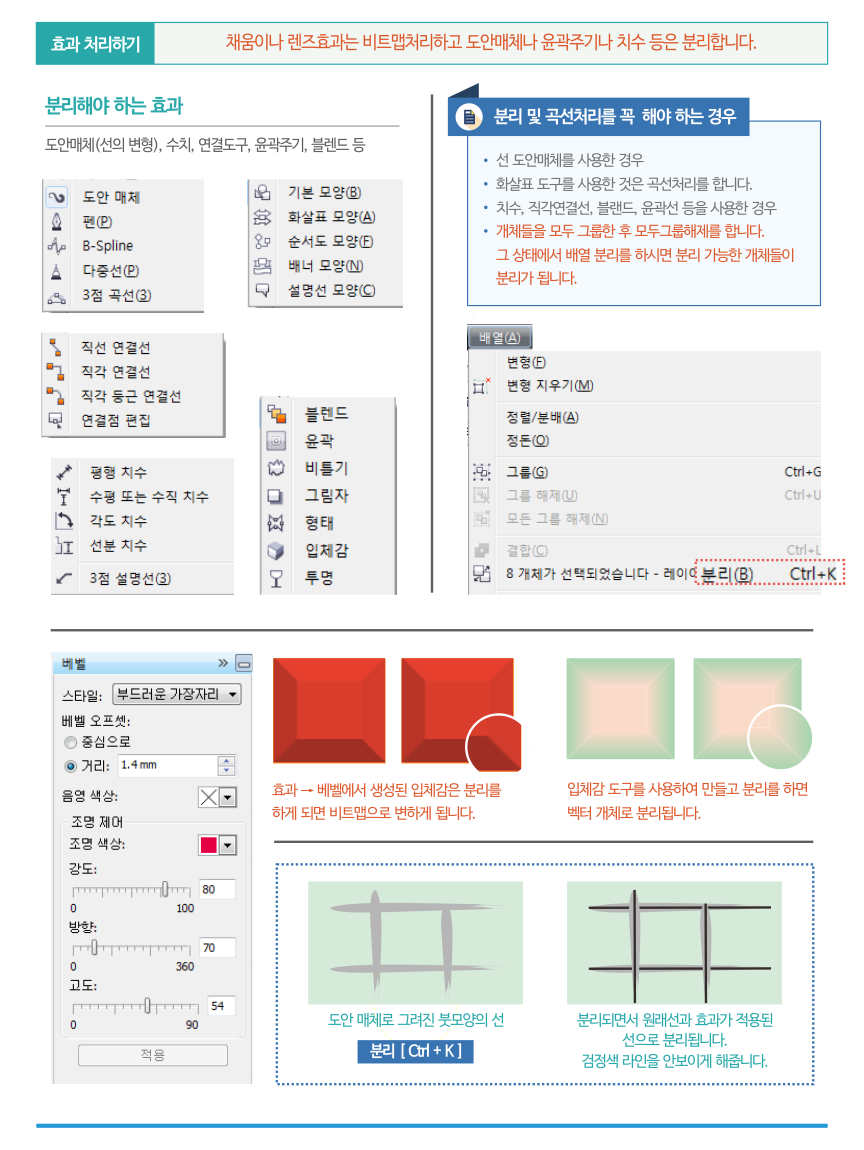 효과 처리하기
채움이나 렌즈효과는 비트맵처리하고 도안매체나 윤곽주기나 치수 등은 분리합니다.
분리해야 하는 효과
도안매체(선의 변형), 수치, 연결도구, 윤곽주기, 블렌드 등
도안 매체
펜(P)
B-Spline
다중선(P)
3점 곡선(3)
기본 모양(B)
화살표 모양(A)
순서도 모양(F)
배너 모양(N)
설명선 모양(C)
직선 연결선
직각 연결선
직각 둥근 연결선
연결점 편집
평행 치수
수평 또는 수직 치수
각도 치수
선분 치수
3점 설명선(3)
블렌드
윤곽
비틀기
그림자
형태
입체감
투명
분리 및 곡선처리를 꼭 해야 하는 경우
• 선 도안매체를 사용한 경우
• 화살표 도구를 사용한 것은 곡선처리를 합니다.
• 치수, 직각연결선, 블랜드, 윤곽선 등을 사용한 경우
• 개체들을 모두 그룹한 후 모두그룹해제를 합니다.
그 상태에서 배열 분리를 하시면 분리 가능한 개체들이
분리가 됩니다.
배열(A)
변형(F)
변형 지우기(M)
정렬/분배(A)
정돈(O)
그룹(G) Ctrl+G
그룹 해제(U) Ctrl+U
모든 그룹 해제(N)
결합(C) Ctrl+L
8 개체가 선택되었습니다 - 레이어 분리(B) Ctrl+K
베벨
스타일: 부드러운 가장자리
베벨 오프셋:
중심으로
거리: 1.4 mm
음영 색상:
조명 제어
조명 색상:
강도:
80
0 100
방향:
70
0 360
고도:
54
0 90
적용
효과 → 베벨에서 생성된 입체감은 분리를
하게 되면 비트맵으로 변하게 됩니다.
입체감 도구를 사용하여 만들고 분리를 하면
벡터 개체로 분리됩니다.
도안 매체로 그려진 붓모양의 선
분리 [ Ctrl + K ]
분리되면서 원래선과 효과가 적용된
선으로 분리됩니다.
검정색 라인을 안보이게 해줍니다.